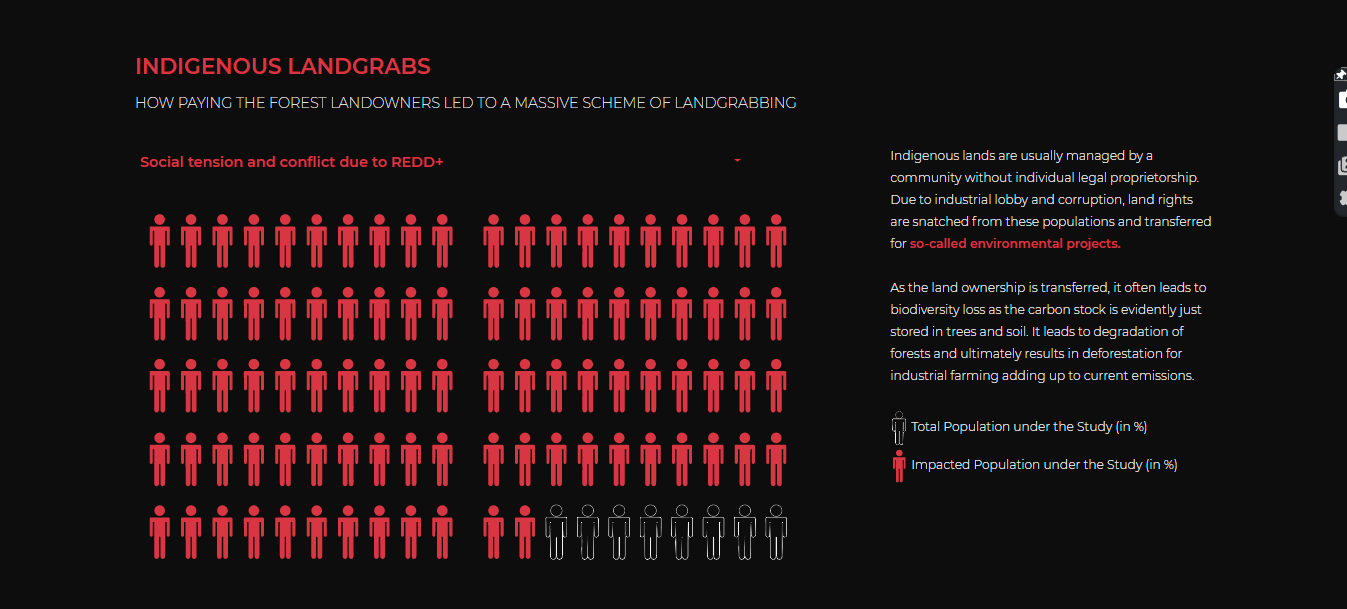 INDIGENOUS LANDGRABS
HOW PAYING THE FOREST LANDOWNERS LED TO A MASSIVE SCHEME OF LANDGRABBING
Social tension and conflict due to REDD+
Indigenous lands are usually managed by a
community without individual legal proprietorship.
Due to industrial lobby and corruption, land rights
are snatched from these populations and transferred
for so-called environmental projects.
As the land ownership is transferred, it often leads to
biodiversity loss as the carbon stock is evidently just
stored in trees and soil. It leads to degradation of
forests and ultimately results in deforestation for
industrial farming adding up to current emissions.
Total Population under the Study (in %)
Impacted Population under the Study (in %)